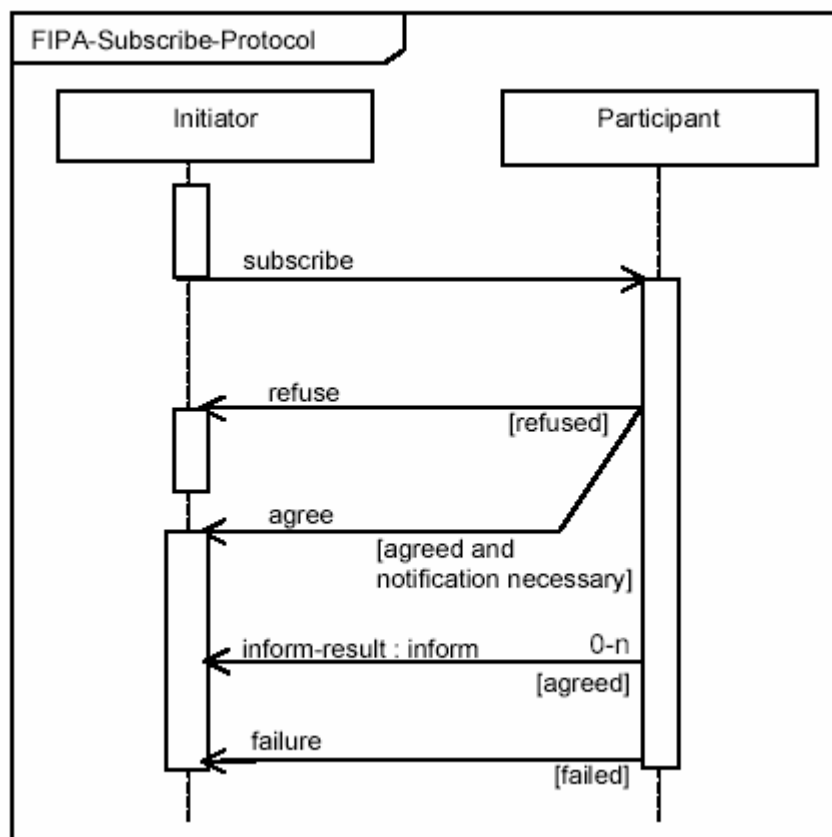 FIPA-Subscribe-Protocol
Initiator
Participant
subscribe
refuse
[refused]
agree
[agreed and
notification necessary]
inform-result : inform
0-n
[agreed]
failure
[failed]